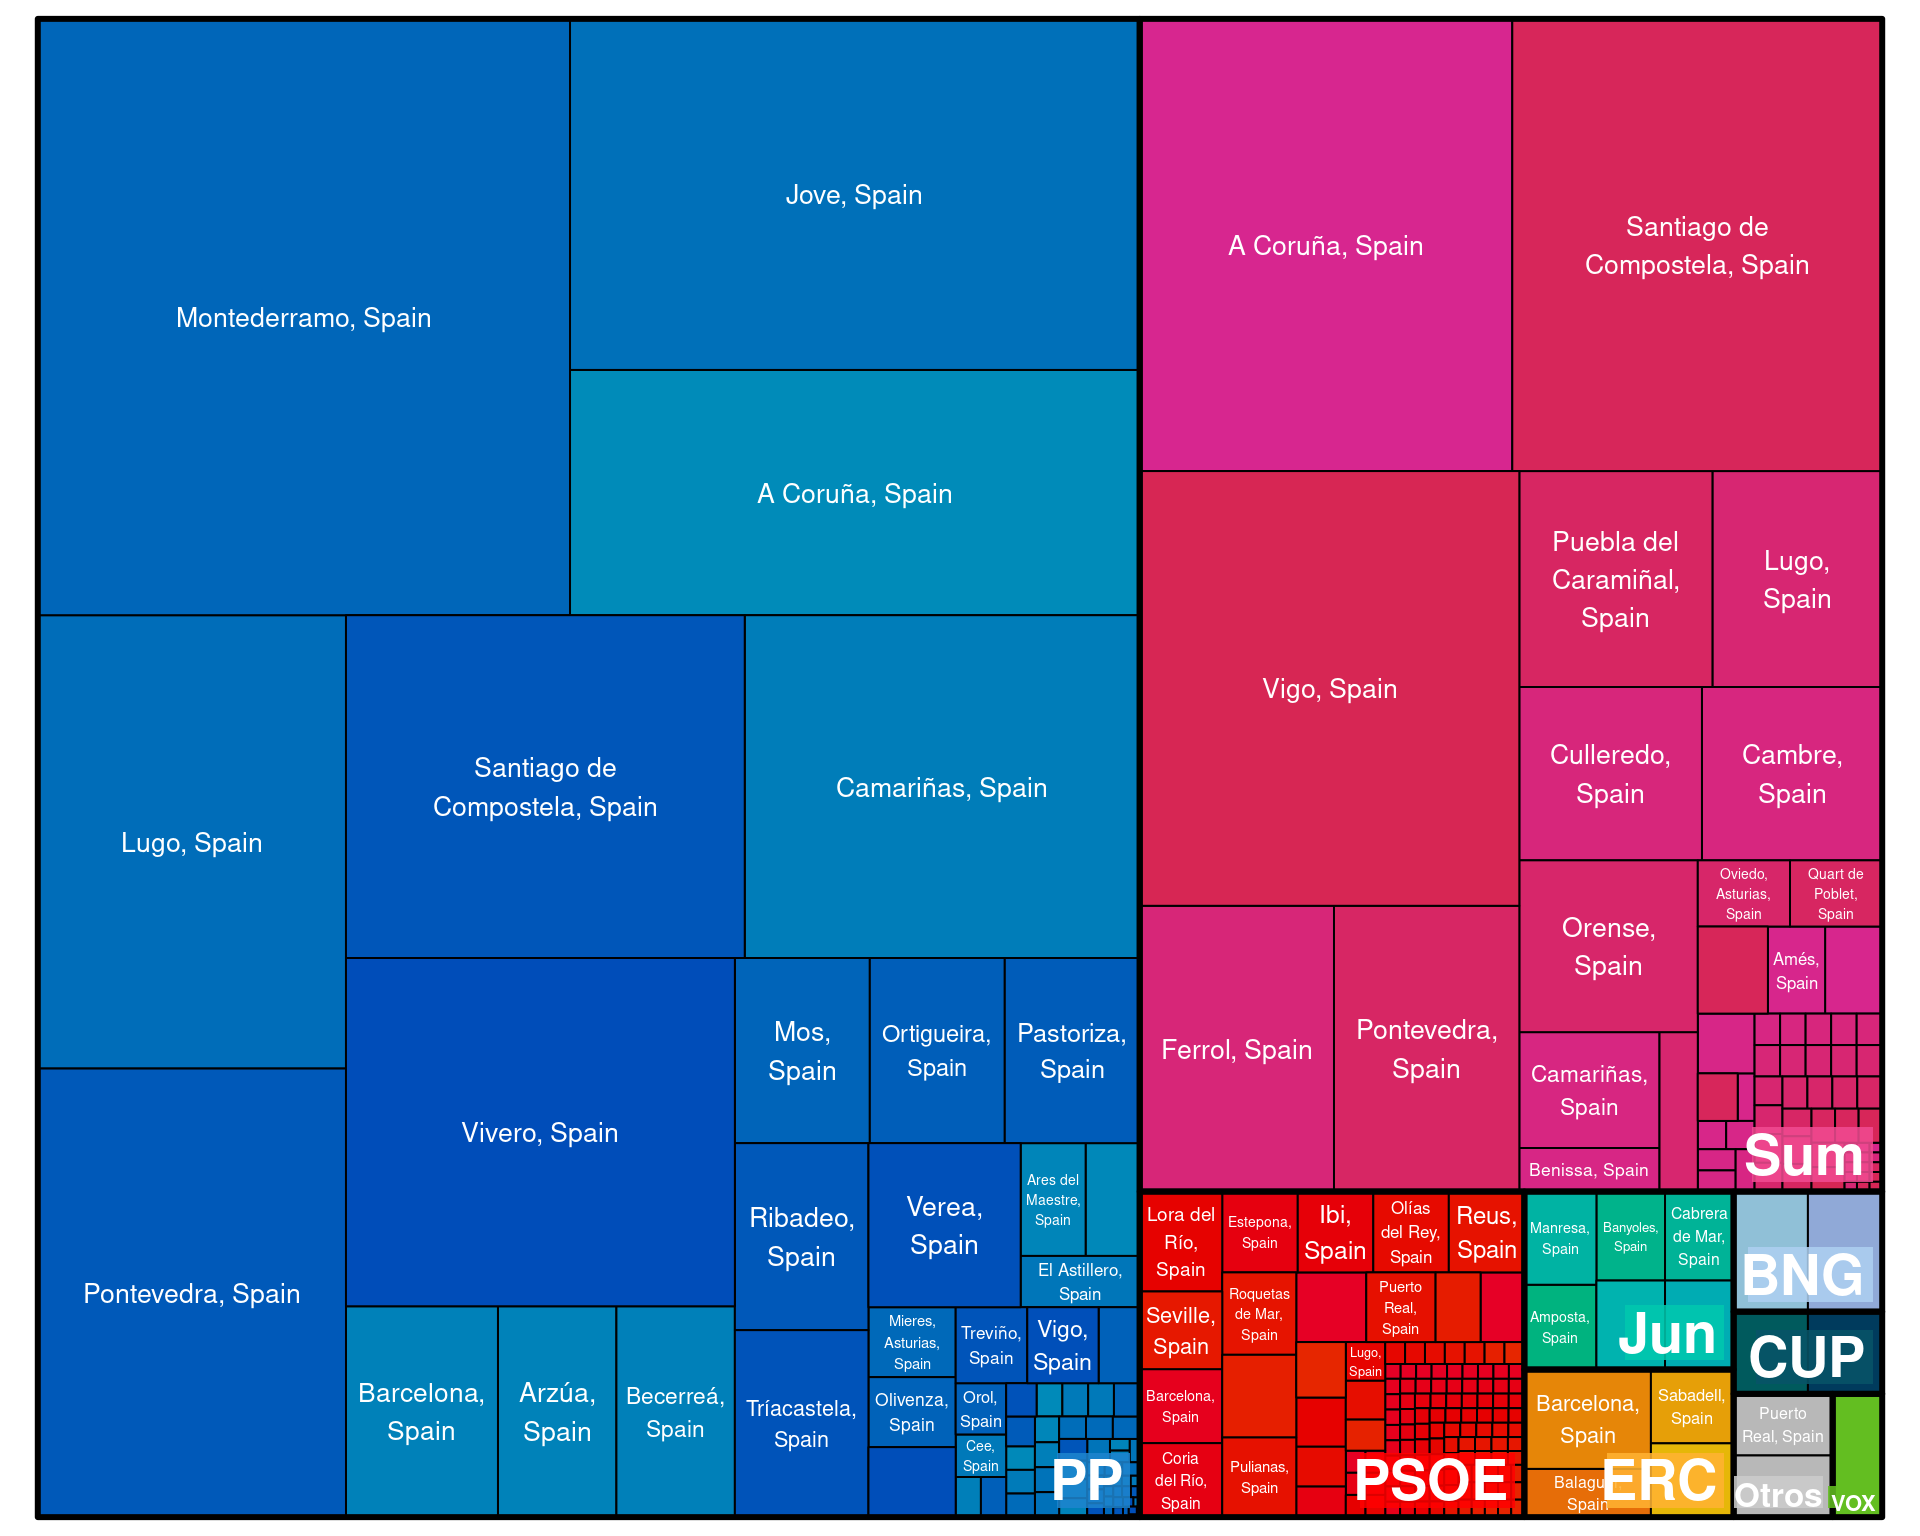 Montederramo, Spain
Jove, Spain
A Coruña, Spain
Lugo, Spain
Santiago de
Compostela, Spain
Camariñas, Spain
Pontevedra, Spain
Vivero, Spain
Mos,
Spain
Ortigueira,
Spain
Pastoriza,
Spain
Ribadeo,
Spain
Verea,
Spain
Ares del
Maestre,
Spain
El Astillero,
Spain
Barcelona,
Spain
Arzúa,
Spain
Becerreá,
Spain
Tríacastela,
Spain
Mieres,
Asturias,
Spain
Treviño,
Spain
Vigo,
Spain
Olivenza,
Spain
Orol,
Spain
Cee,
Spain
PP
A Coruña, Spain
Santiago de
Compostela, Spain
Vigo, Spain
Puebla del
Caramiñal,
Spain
Lugo,
Spain
Culleredo,
Spain
Cambre,
Spain
Ferrol, Spain
Pontevedra,
Spain
Orense,
Spain
Oviedo,
Asturias,
Spain
Quart de
Poblet,
Spain
Amés,
Spain
Camariñas,
Spain
Benissa, Spain
Sum
Lora del
Río,
Spain
Estepona,
Spain
Ibi,
Spain
Olías
del Rey,
Spain
Reus,
Spain
Seville,
Spain
Roquetas
de Mar,
Spain
Puerto
Real,
Spain
Lugo,
Spain
Barcelona,
Spain
Coria
del Río,
Spain
Pulianas,
Spain
PSOE
Manresa,
Spain
Banyoles,
Spain
Cabrera
de Mar,
Spain
Amposta,
Spain
Jun
Barcelona,
Spain
Sabadell,
Spain
Spain
ERC
BNG
CUP
Puerto
Real, Spain
Otros
VOX